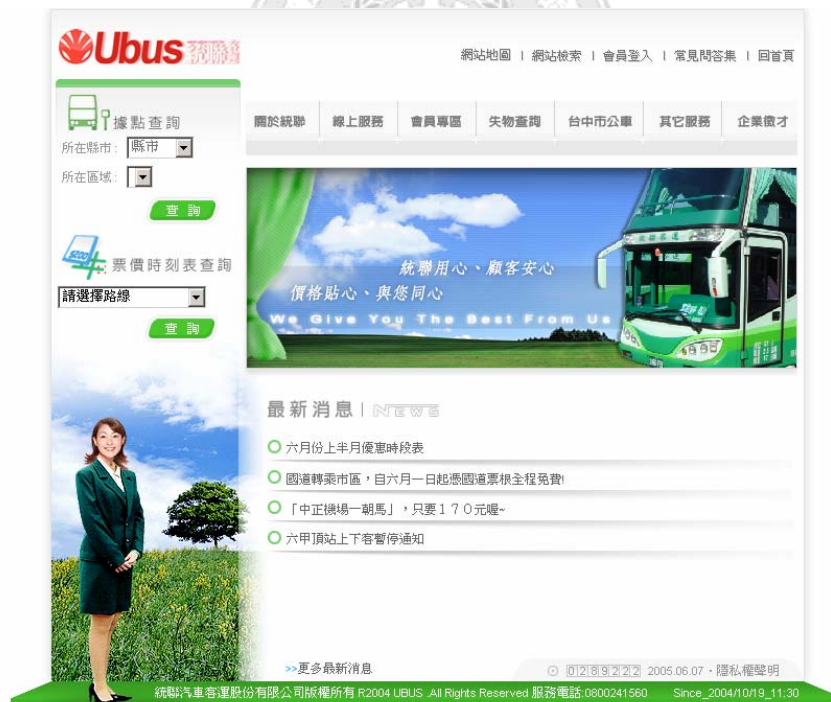 Ubus 統聯
網站地圖 | 網站檢索 | 會員登入 | 常見問答集 | 回首頁
據點查詢
所在縣市: 縣市
所在區域:
查詢
票價時刻表查詢
請選擇路線
查詢
關於統聯 線上服務 會員專區 失物查詢 台中市公車 其它服務 企業徵才
統聯用心、顧客安心
價格貼心、與您同心
We Give You The Best From Us
最新消息 | NEWS
六月份上半月優惠時段表
國道轉乘市區,自六月一日起憑國道票根全程免費!
「中正機場—朝馬」,只要170元喔~
六甲頂站上下客暫停通知
>>更多最新消息
0289222 2005.06.07 ‧隱私權聲明
統聯汽車客運股份有限公司版權所有 R2004 UBUS .All Rights Reserved 服務電話:0800241560 Since_2004/10/19_11:30